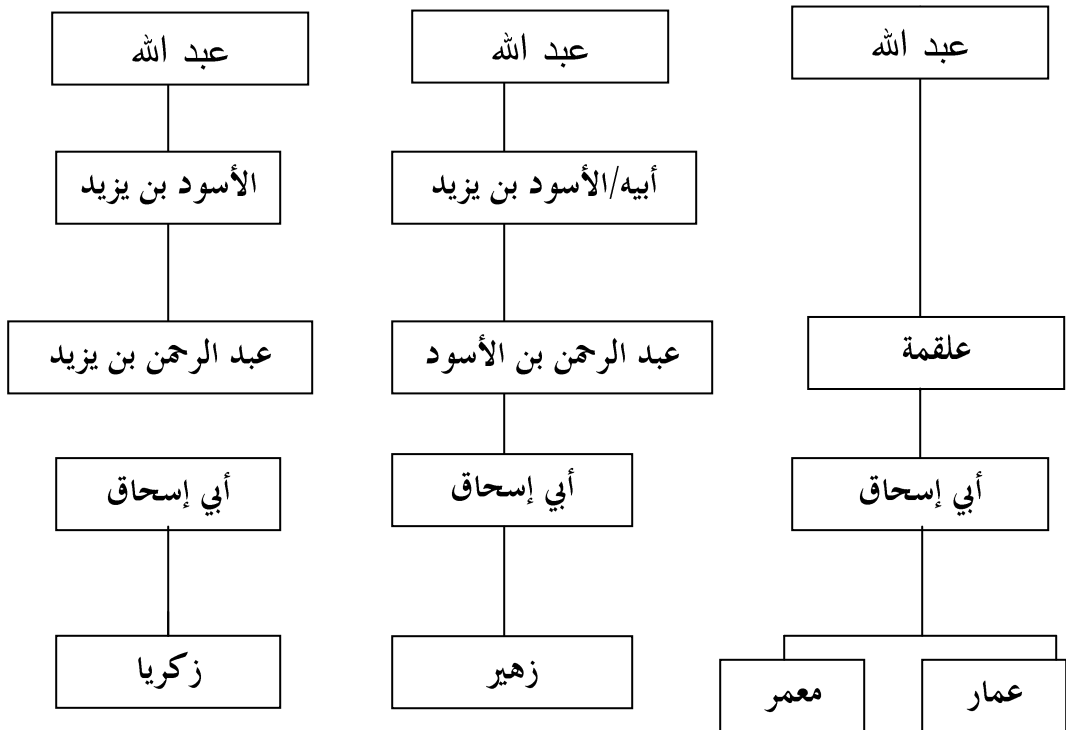 عبد الله
عبد الله
عبد الله
أبيه/الأسود بن يزيد
الأسود بن يزيد
علقمة
عبد الرحمن بن الأسود
عبد الرحمن بن يزيد
أبي إسحاق
أبي إسحاق
أبي إسحاق
عمار
معمر
زهير
زكريا